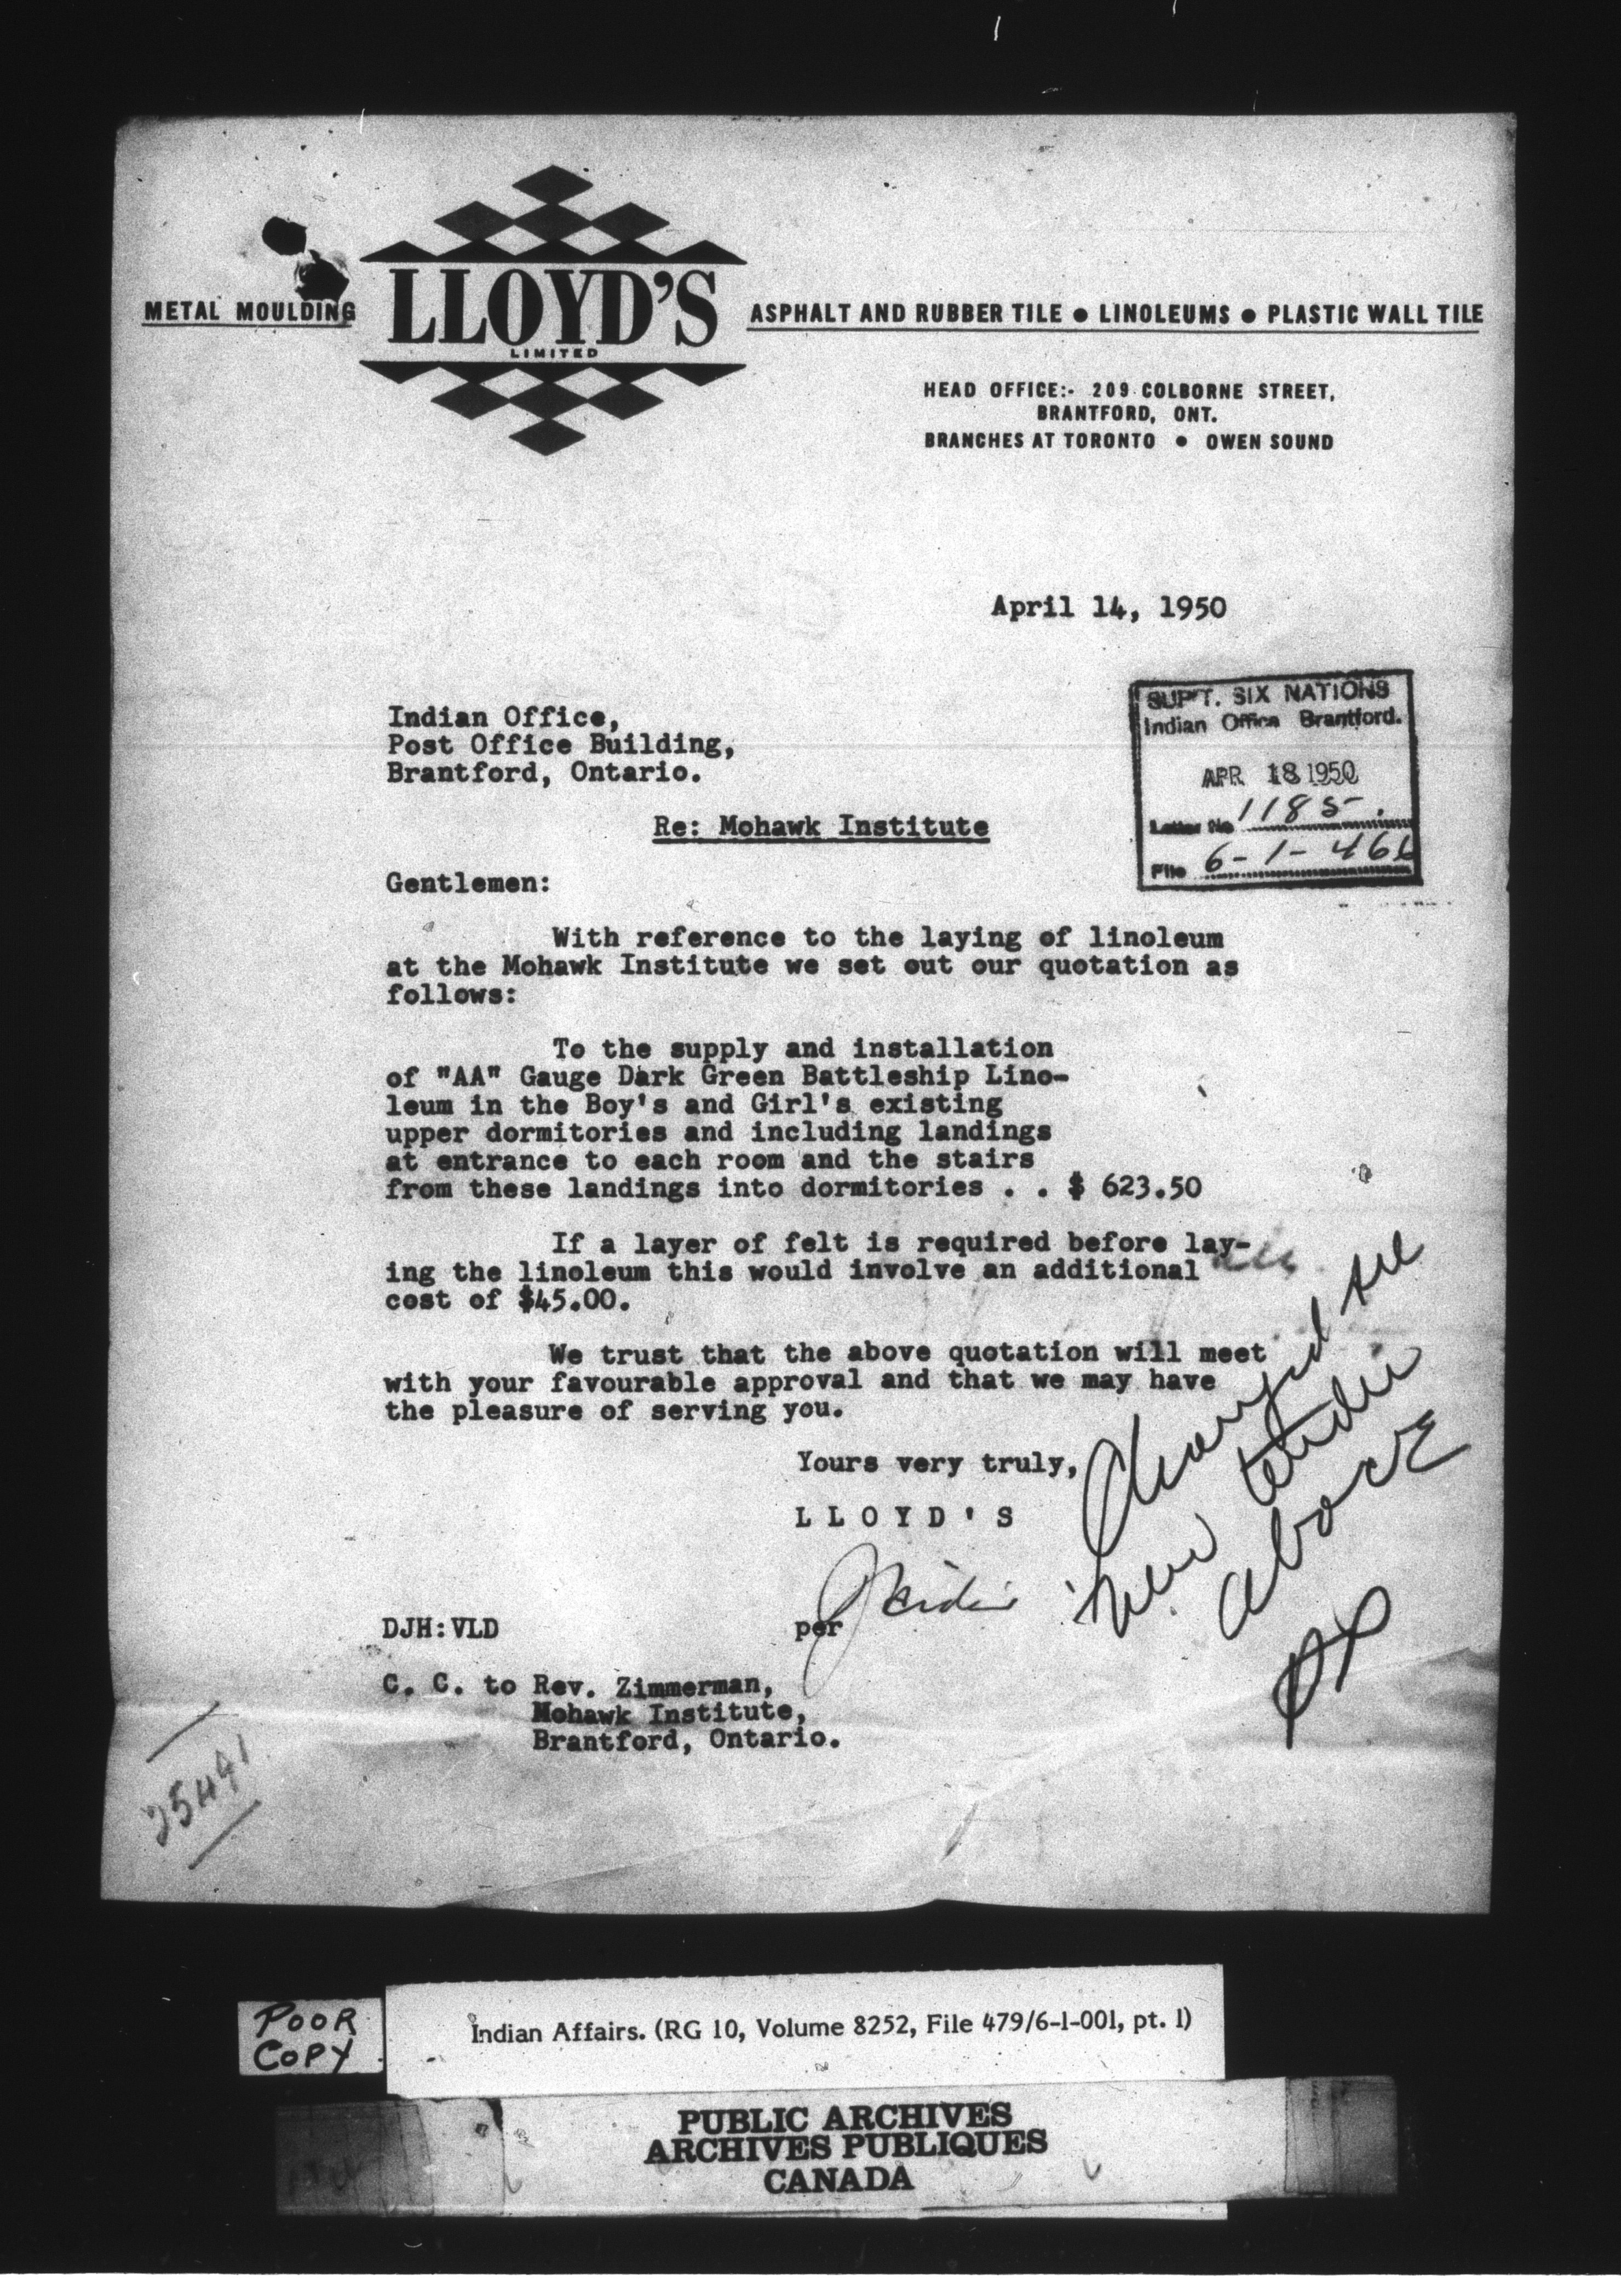 LLOYD'S
LIMITED
METAL MOULDING
ASPHALT AND RUBBER TILE ● LINOLEUMS ● PLASTIC WALL TILE
HEAD OFFICE:- 209 COLBORNE STREET,
BRANTFORD, ONT.
BRANCHES AT TORONTO ● OWEN SOUND
April 14, 1950
SUP'T. SIX NATIONS
Indian Office Brantford.
APR 18 1950
Letter No 1185
File 6-1-466
Indian Office,
Post Office Building,
Brantford, Ontario.
Re: Mohawk Institute
Gentlemen:
With reference to the laying of linoleum
at the Mohawk Institute we set out our quotation as
follows:
To the supply and installation
of "AA" Gauge Dark Green Battleship Lino-
leum in the Boy's and Girl's existing
upper dormitories and including landings
at entrance to each room and the stairs
from these landings into dormitories . . $ 623.50
If a layer of felt is required before lay-
ing the linoleum this would involve an additional
cost of $45.00.
We trust that the above quotation will meet
with your favourable approval and that we may have
the pleasure of serving you.
Yours very truly,
L L O Y D ' S
per
Changed see
new tender
above
DJH:VLD
C. C. to Rev. Zimmerman,
Mohawk Institute,
Brantford, Ontario.
25491
POOR
COPY
Indian Affairs. (RG 10, Volume 8252, File 479/6-1-001, pt. 1)
PUBLIC ARCHIVES
ARCHIVES PUBLIQUES
CANADA